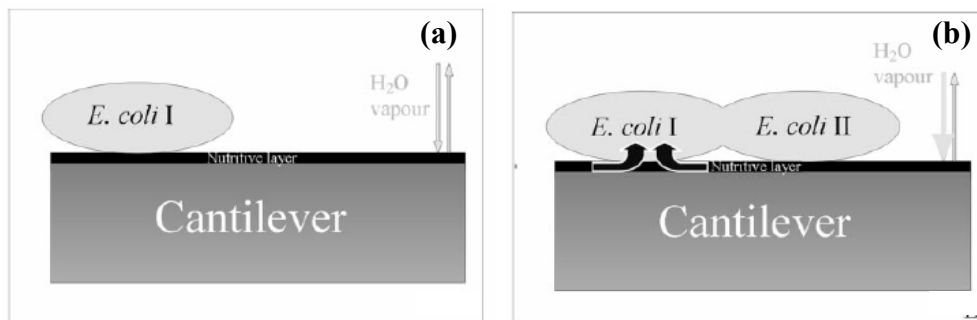 (a)
H₂O
vapour
E. coli I
Nutritive layer
Cantilever
(b)
H₂O
vapour
E. coli I
E. coli II
Nutritive layer
Cantilever